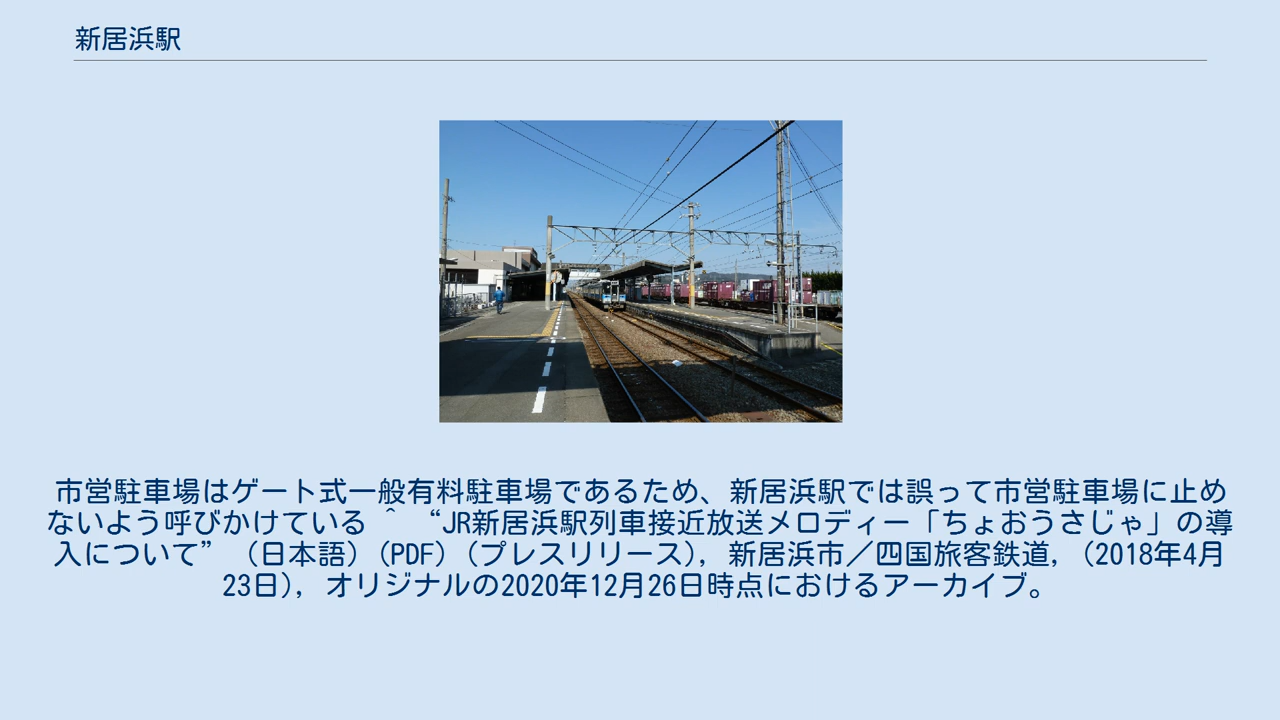 新居浜駅
市営駐車場はゲート式一般有料駐車場であるため、新居浜駅では誤って市営駐車場に止め
ないよう呼びかけている ^ “JR新居浜駅列車接近放送メロディー「ちょおうさじゃ」の導
入について” (日本語) (PDF) (プレスリリース), 新居浜市／四国旅客鉄道, (2018年4月
23日), オリジナルの2020年12月26日時点におけるアーカイブ。